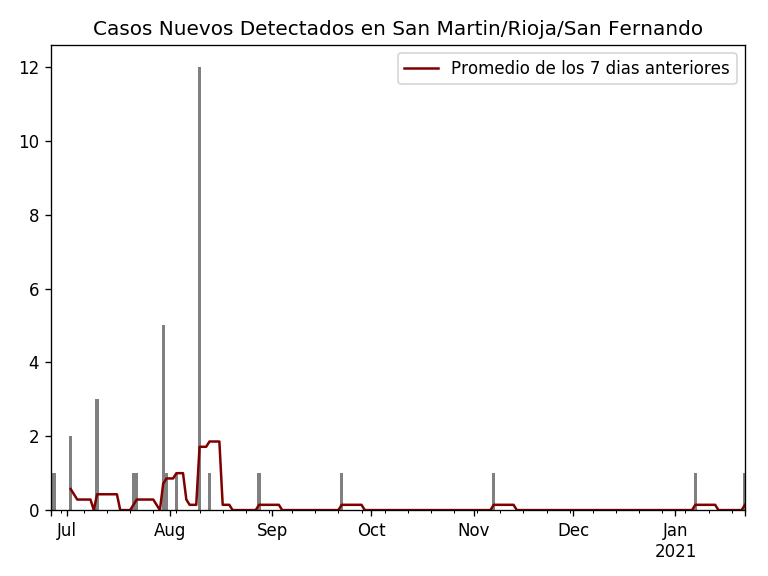 Casos Nuevos Detectados en San Martin/Rioja/San Fernando
Promedio de los 7 dias anteriores
12
10
8
6
4
2
0
Jul Aug Sep Oct Nov Dec Jan
2021